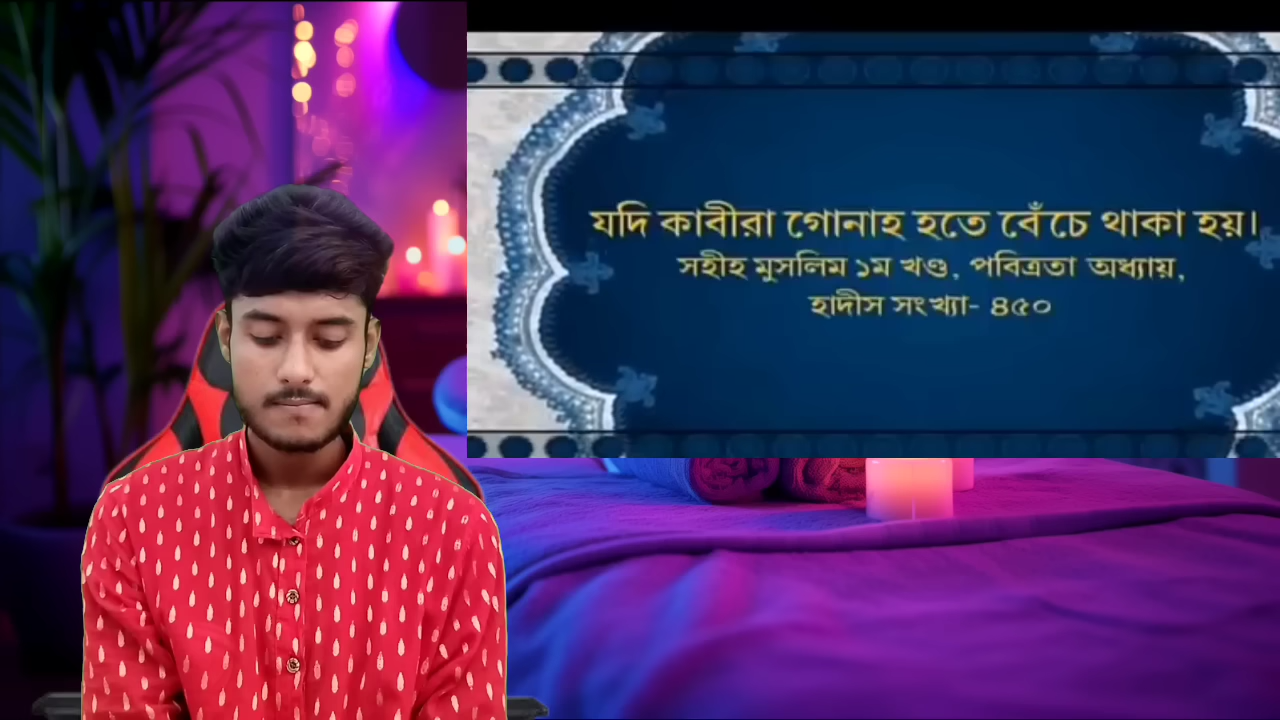 যদি কাবীরা গোনাহ হতে বেঁচে থাকা হয়।
সহীহ মুসলিম ১ম খণ্ড, পবিত্রতা অধ্যায়,
হাদীস সংখ্যা- ৪৫০